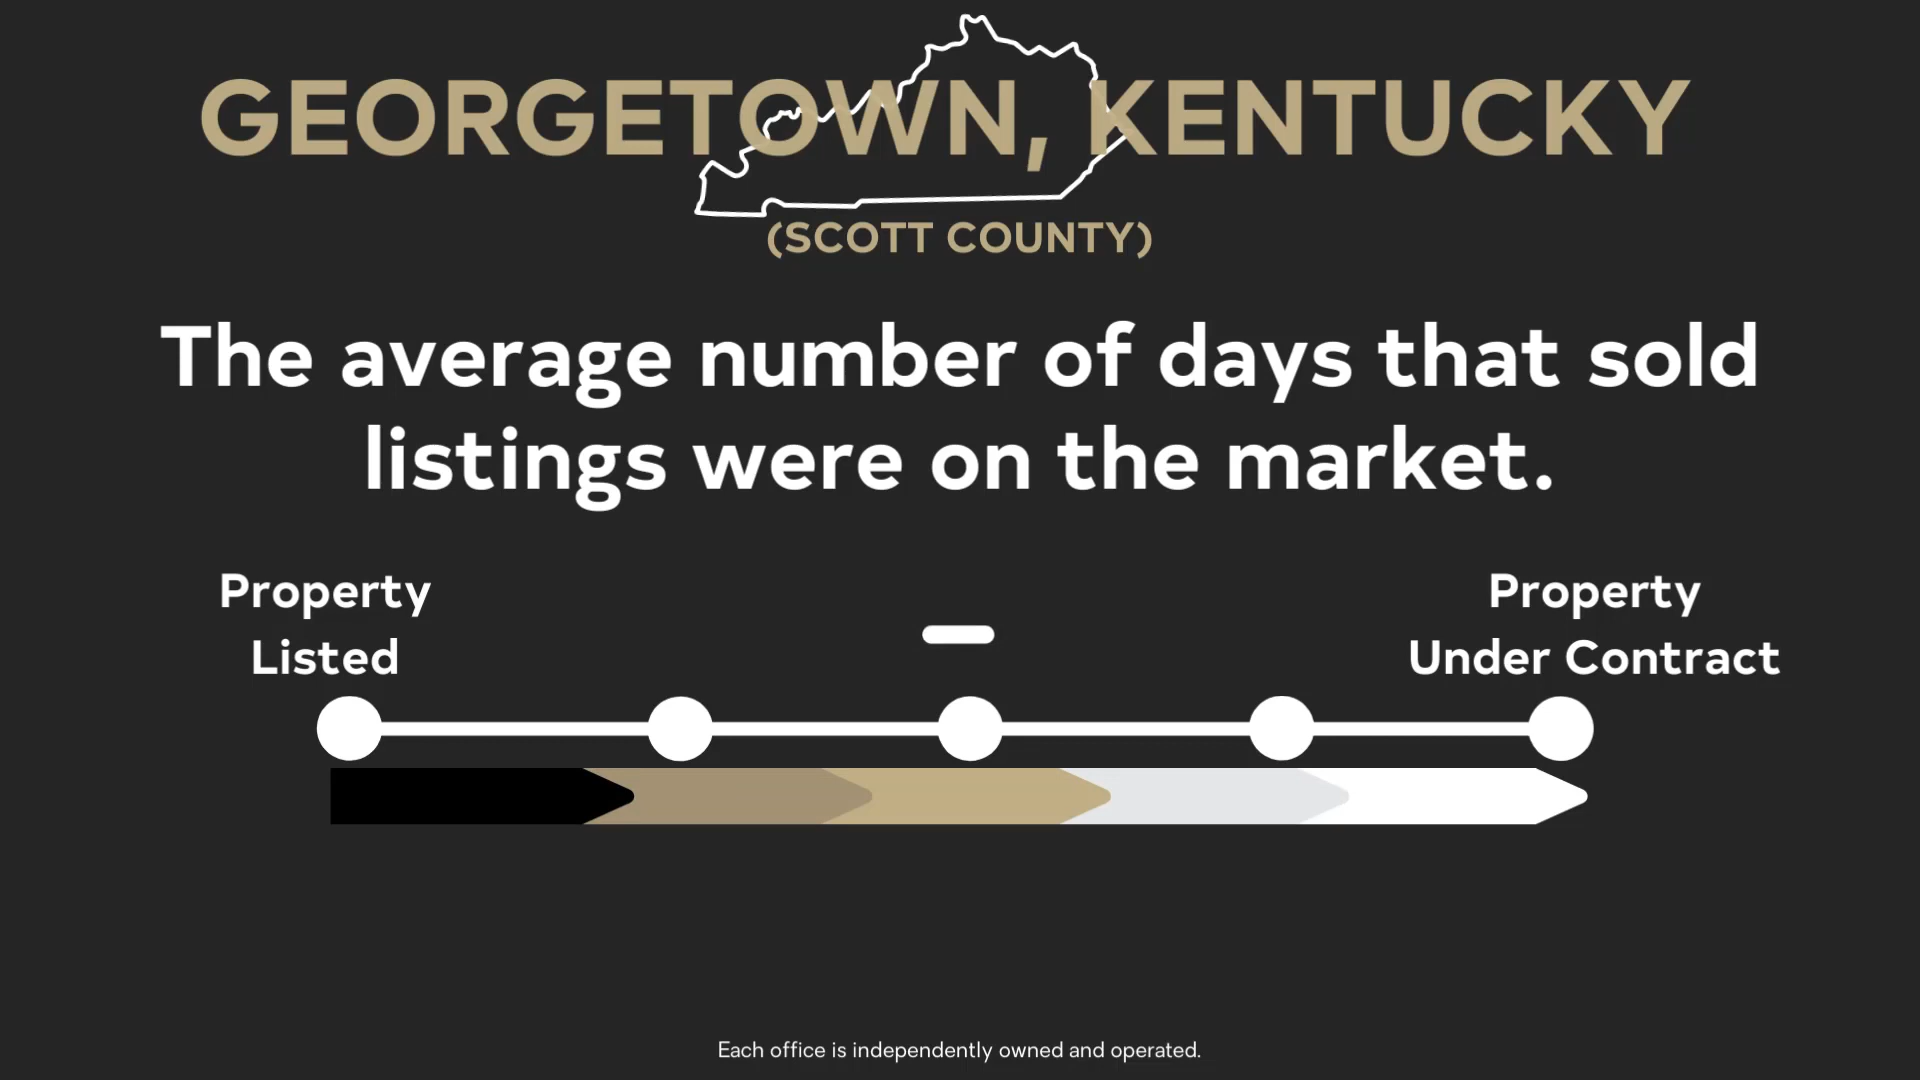 GEORGETOWN, KENTUCKY
(SCOTT COUNTY)
The average number of days that sold
listings were on the market.
Property
Listed
Property
Under Contract
Each office is independently owned and operated.